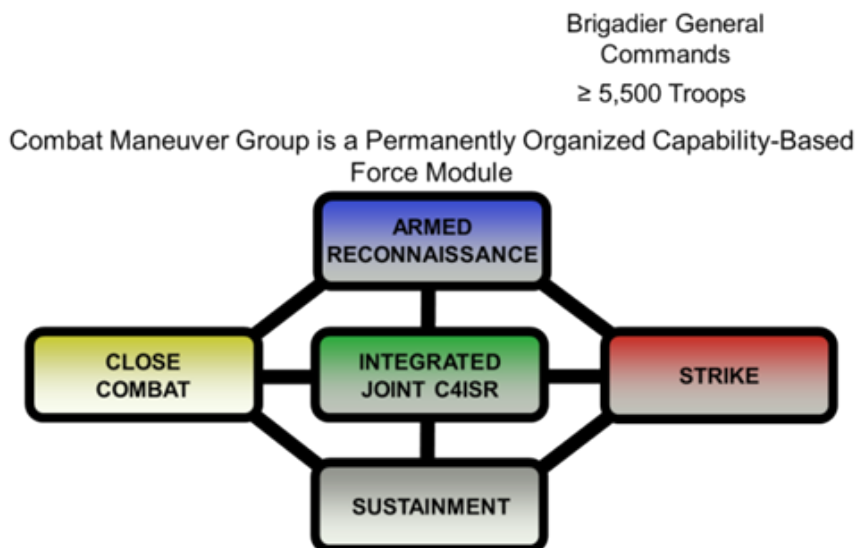 Brigadier General
Commands
≥ 5,500 Troops
Combat Maneuver Group is a Permanently Organized Capability-Based
Force Module
ARMED
RECONNAISSANCE
CLOSE
COMBAT
INTEGRATED
JOINT C4ISR
STRIKE
SUSTAINMENT